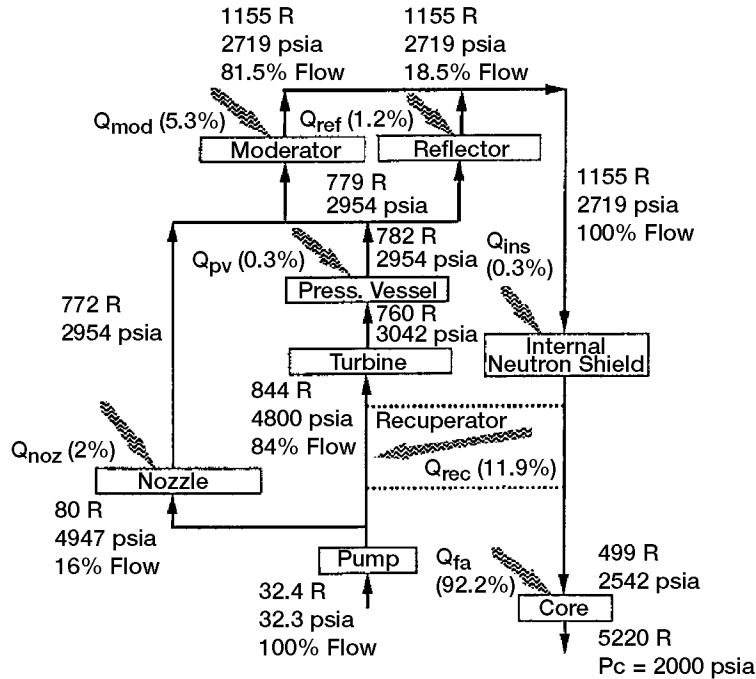 1155 R
2719 psia
81.5% Flow
1155 R
2719 psia
18.5% Flow
Qmod (5.3%)
Qref (1.2%)
Moderator
Reflector
779 R
2954 psia
1155 R
2719 psia
100% Flow
782 R
2954 psia
Qpv (0.3%)
Qins
(0.3%)
Press. Vessel
772 R
2954 psia
760 R
3042 psia
Turbine
Internal
Neutron Shield
844 R
4800 psia
84% Flow
Recuperator
Qrec (11.9%)
Qnoz (2%)
Nozzle
80 R
4947 psia
16% Flow
Pump
Qfa
(92.2%)
499 R
2542 psia
Core
32.4 R
32.3 psia
100% Flow
5220 R
Pc = 2000 psia